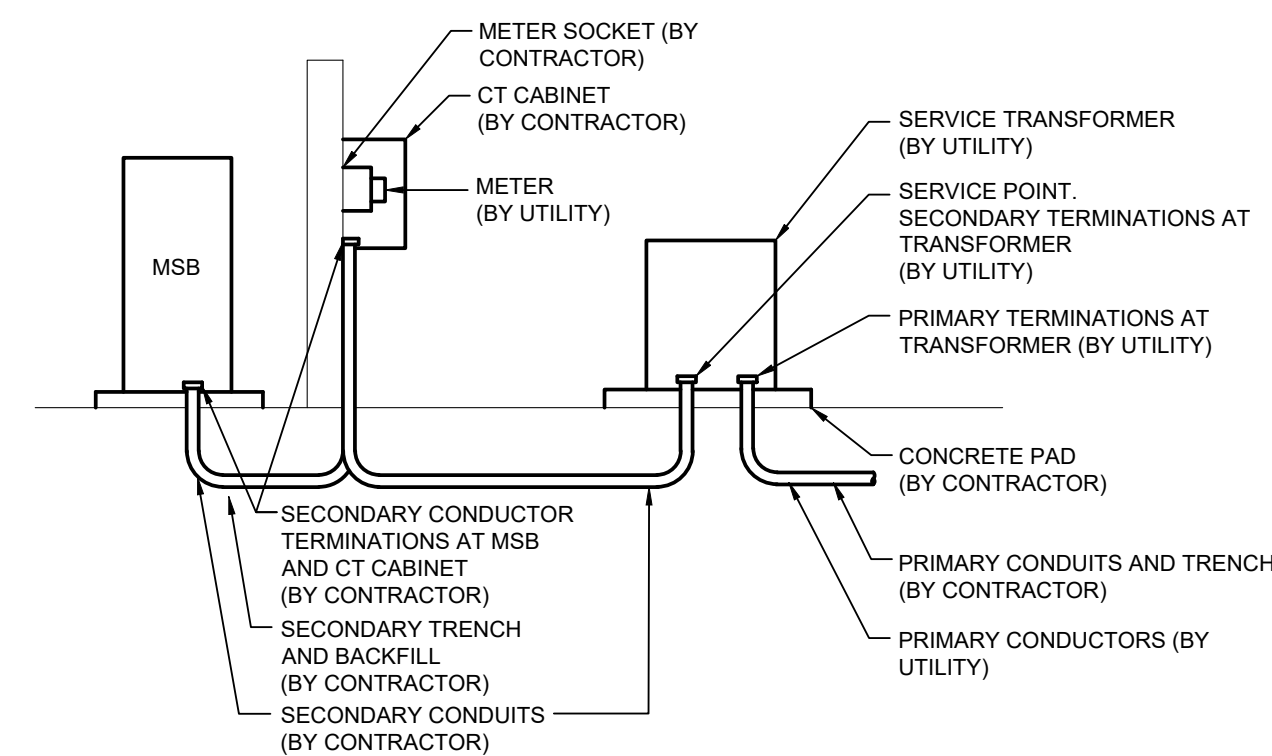 METER SOCKET (BY
CONTRACTOR)
CT CABINET
(BY CONTRACTOR)
METER
(BY UTILITY)
MSB
SERVICE TRANSFORMER
(BY UTILITY)
SERVICE POINT.
SECONDARY TERMINATIONS AT
TRANSFORMER
(BY UTILITY)
PRIMARY TERMINATIONS AT
TRANSFORMER (BY UTILITY)
CONCRETE PAD
(BY CONTRACTOR)
PRIMARY CONDUITS AND TRENCH
(BY CONTRACTOR)
PRIMARY CONDUCTORS (BY
UTILITY)
SECONDARY CONDUCTOR
TERMINATIONS AT MSB
AND CT CABINET
(BY CONTRACTOR)
SECONDARY TRENCH
AND BACKFILL
(BY CONTRACTOR)
SECONDARY CONDUITS
(BY CONTRACTOR)